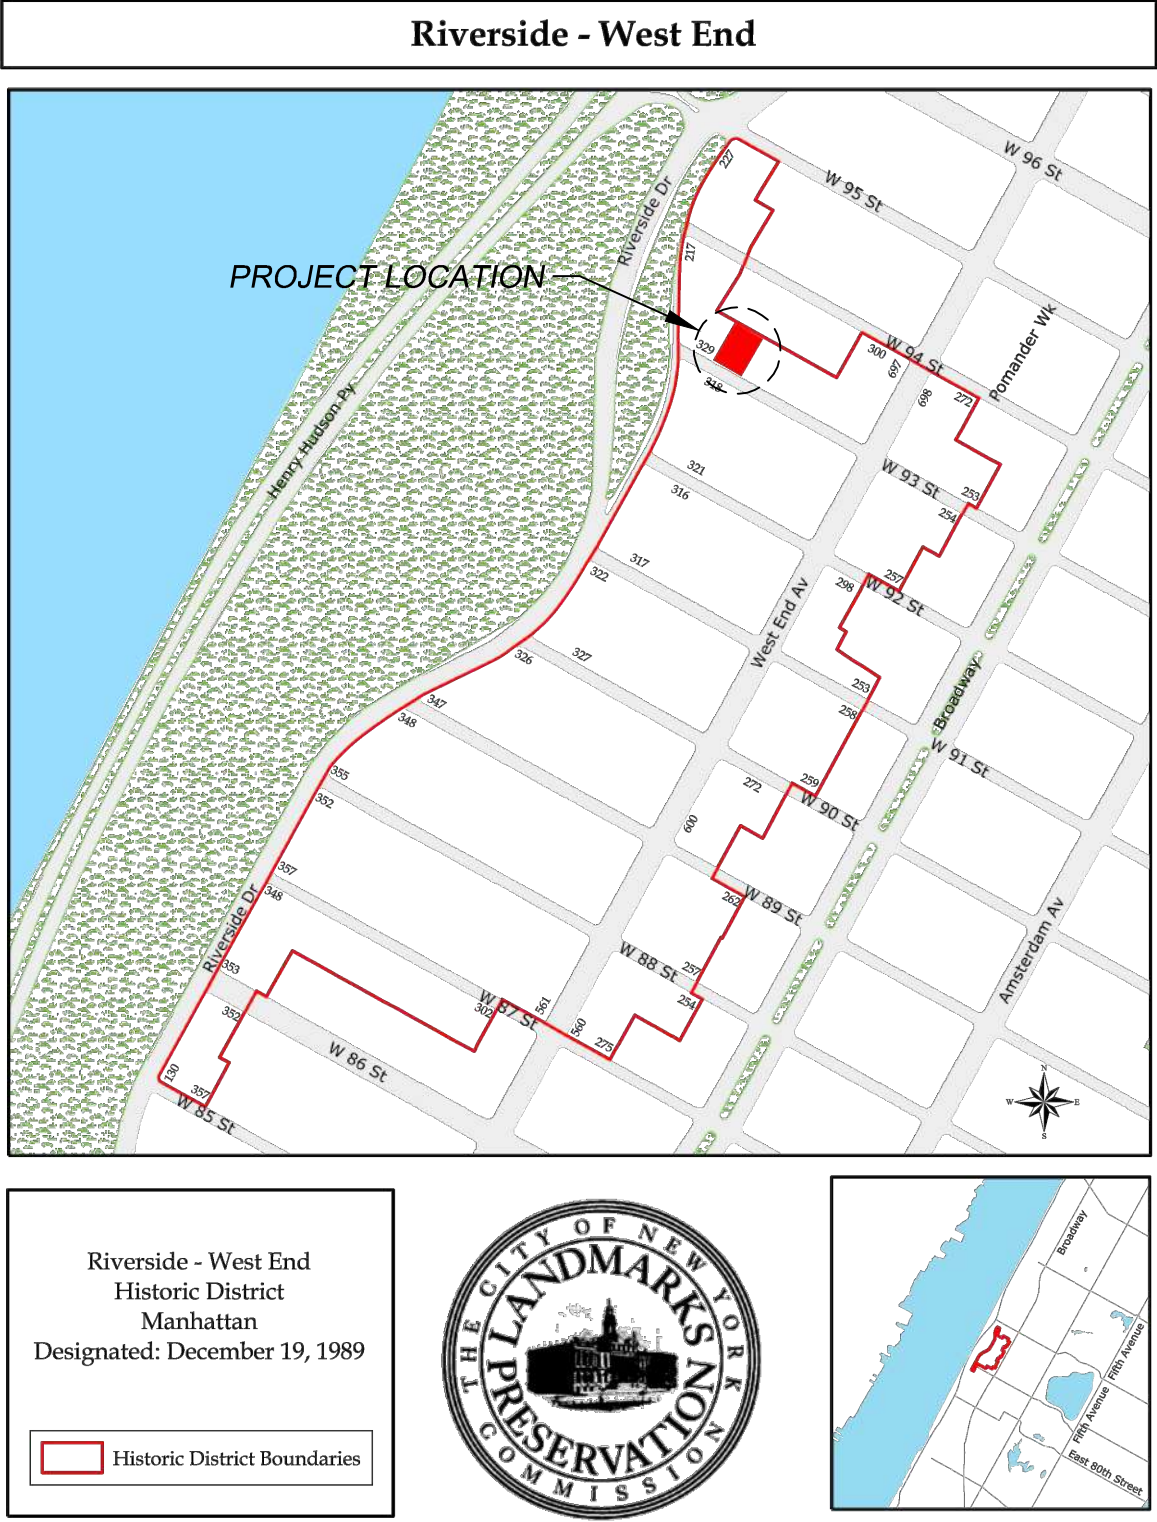 Riverside - West End
W 96 St
W 95 St
227
Riverside Dr
217
PROJECT LOCATION
Pomander Wk
329
318
300
W 94 St
697
698
272
Henry Hudson Py
321
316
W 93 St
253
254
317
322
257
298
W 92 St
West End Av
326
327
253
258
Broadway
347
348
W 91 St
355
352
272
259
W 90 St
600
357
348
262
W 89 St
Riverside Dr
353
W 88 St
257
254
Amsterdam Av
352
302
W 87 St
561
560
275
W 86 St
130
357
W 85 St
N
W
E
S
Riverside - West End
Historic District
Manhattan
Designated: December 19, 1989
Historic District Boundaries
THE CITY OF NEW YORK
LANDMARKS PRESERVATION
COMMISSION
Broadway
Fifth Avenue
Fifth Avenue
East 80th Street